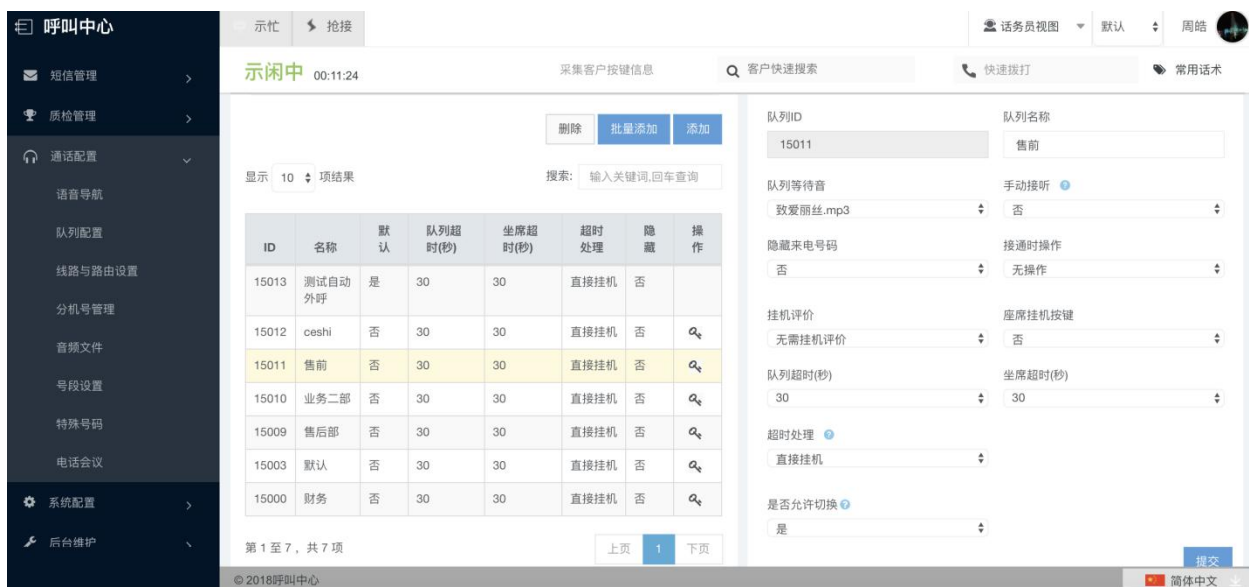 呼叫中心
示忙
抢接
话务员视图
默认
周皓
短信管理
质检管理
通话配置
语音导航
队列配置
线路与路由设置
分机号管理
音频文件
号段设置
特殊号码
电话会议
系统配置
后台维护
示闲中 00:11:24
采集客户按键信息
客户快速搜索
快速拨打
常用话术
删除 批量添加 添加
显示 10 项结果
搜索: 输入关键词,回车查询
ID 名称 默认 队列超时(秒) 坐席超时(秒) 超时处理 隐藏 操作
15013 测试自动外呼 是 30 30 直接挂机 否
15012 ceshi 否 30 30 直接挂机 否
15011 售前 否 30 30 直接挂机 否
15010 业务二部 否 30 30 直接挂机 否
15009 售后部 否 30 30 直接挂机 否
15003 默认 否 30 30 直接挂机 否
15000 财务 否 30 30 直接挂机 否
第 1 至 7，共 7 项
上页 1 下页
队列ID 队列名称
15011 售前
队列等待音 手动接听
致爱丽丝.mp3 否
隐藏来电号码 接通时操作
否 无操作
挂机评价 座席挂机按键
无需挂机评价 否
队列超时(秒) 坐席超时(秒)
30 30
超时处理
直接挂机
是否允许切换
是
提交
© 2018呼叫中心
简体中文